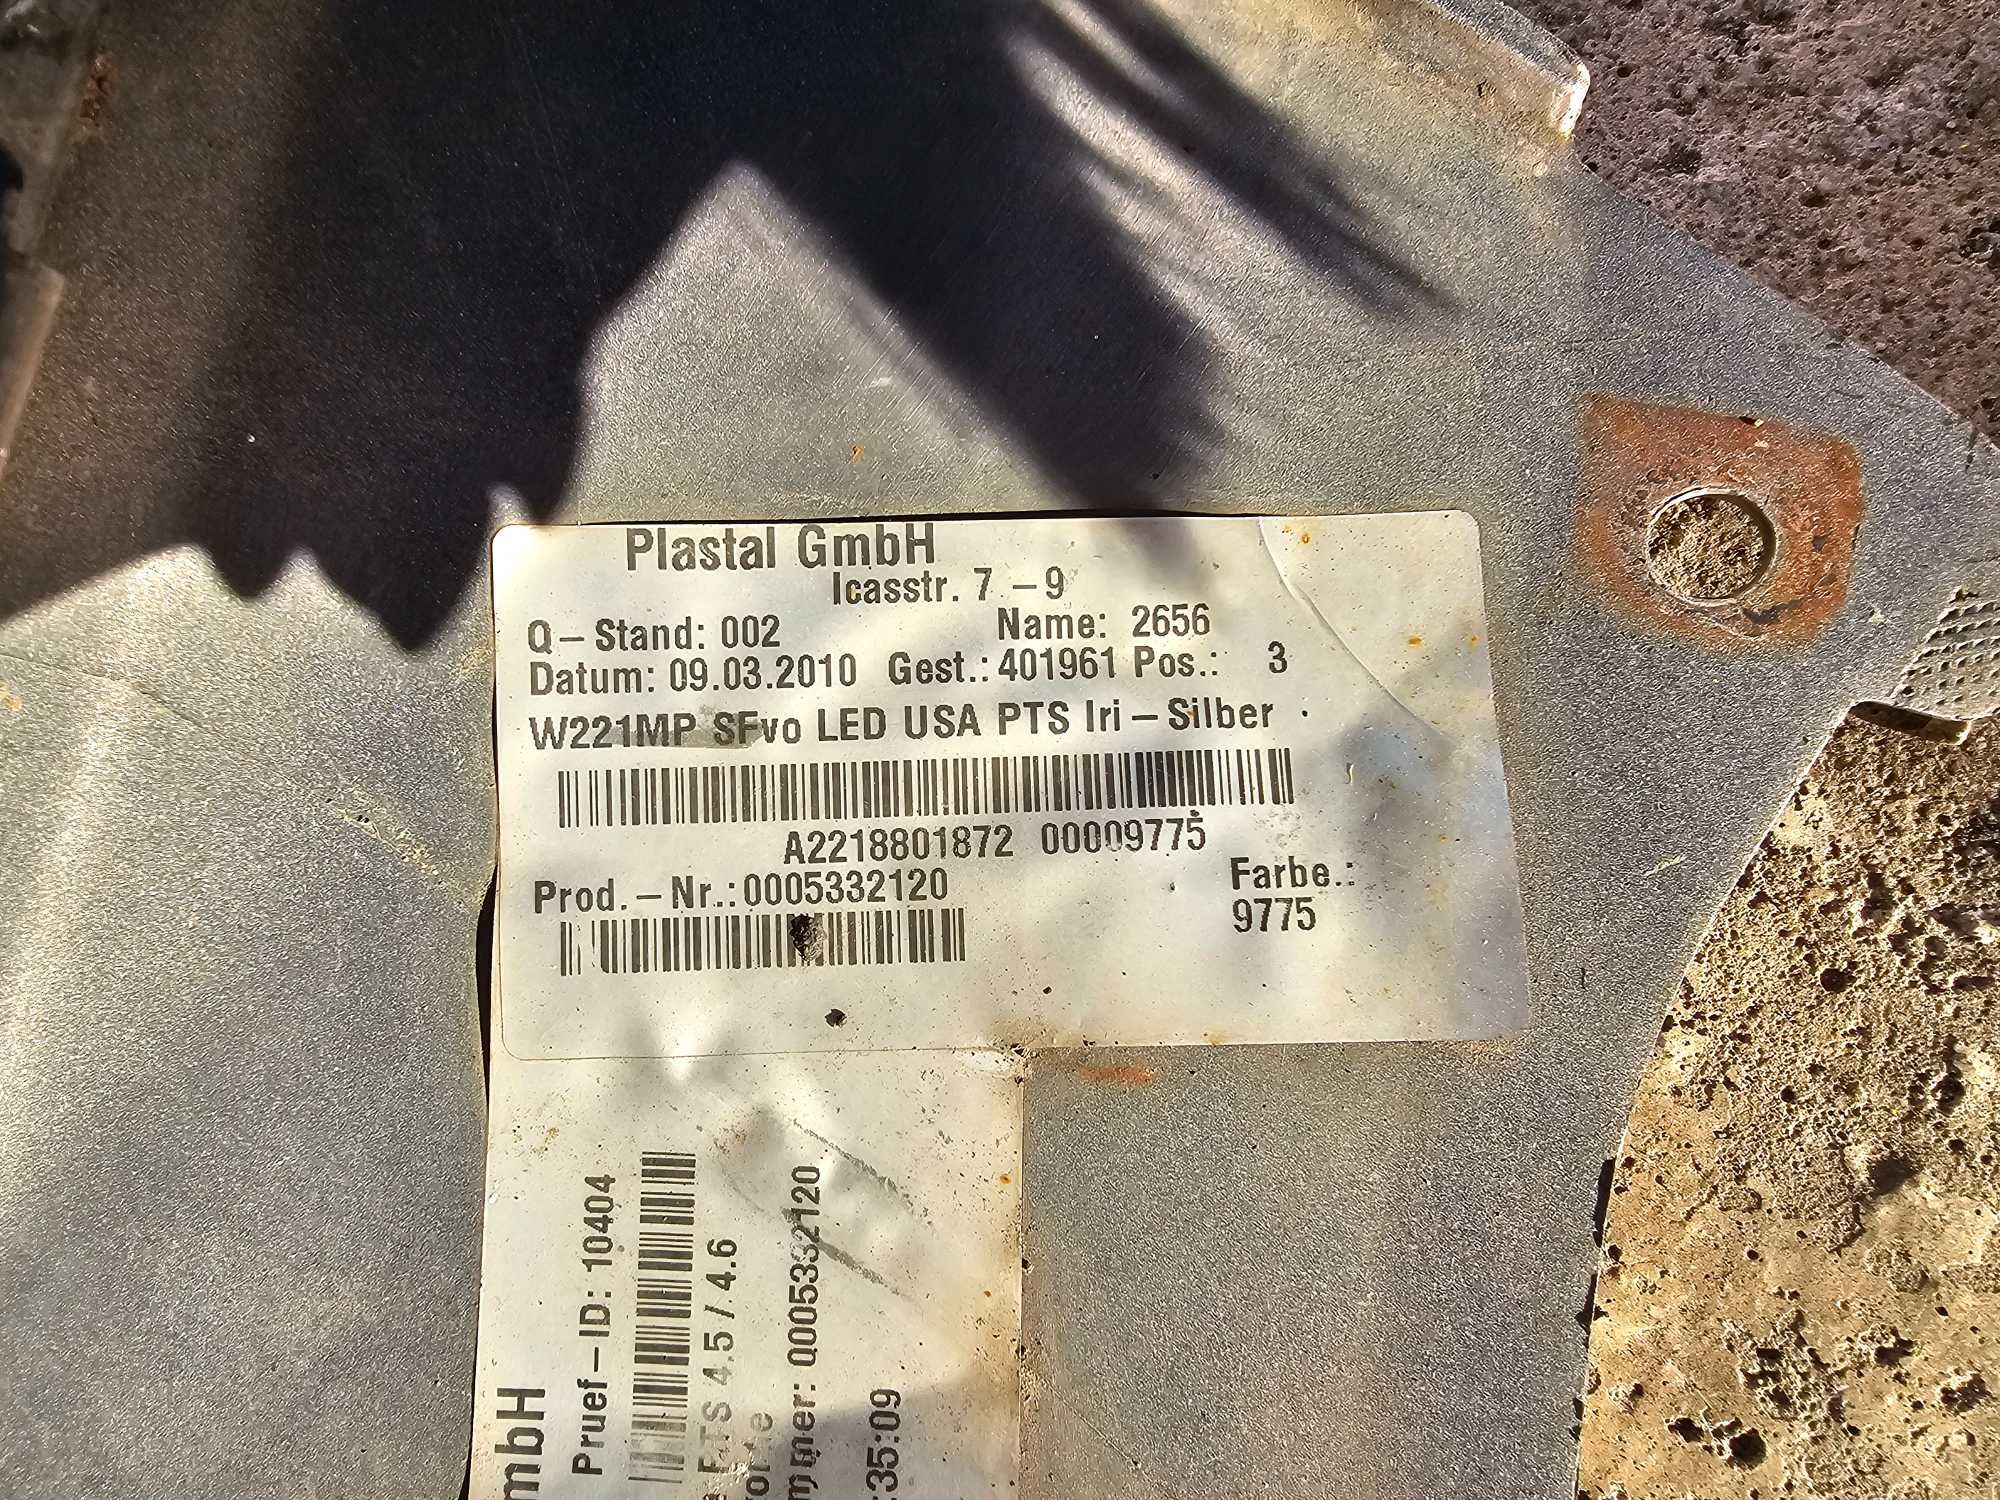 Plastal GmbH
Icasstr. 7 – 9
Q – Stand: 002 Name: 2656
Datum: 09.03.2010 Gest.: 401961 Pos.: 3
W221MP SFvo LED USA PTS Iri – Silber
A2218801872 00009775
Prod. – Nr.: 0005332120 Farbe.:
9775
mbH
Pruef – ID: 10404
PTS 4.5 / 4.6
mmer: 0005332120
:35:09